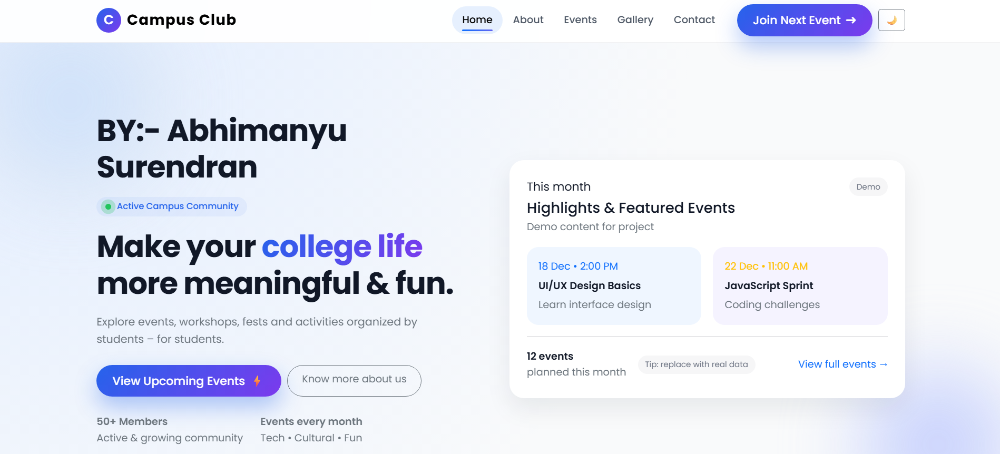 C Campus Club
Home About Events Gallery Contact Join Next Event ➜
BY:- Abhimanyu
Surendran
Active Campus Community
Make your college life
more meaningful & fun.
Explore events, workshops, fests and activities organized by
students – for students.
View Upcoming Events
Know more about us
50+ Members
Active & growing community
Events every month
Tech • Cultural • Fun
This month
Demo
Highlights & Featured Events
Demo content for project
18 Dec • 2:00 PM
UI/UX Design Basics
Learn interface design
22 Dec • 11:00 AM
JavaScript Sprint
Coding challenges
12 events
planned this month
Tip: replace with real data
View full events →